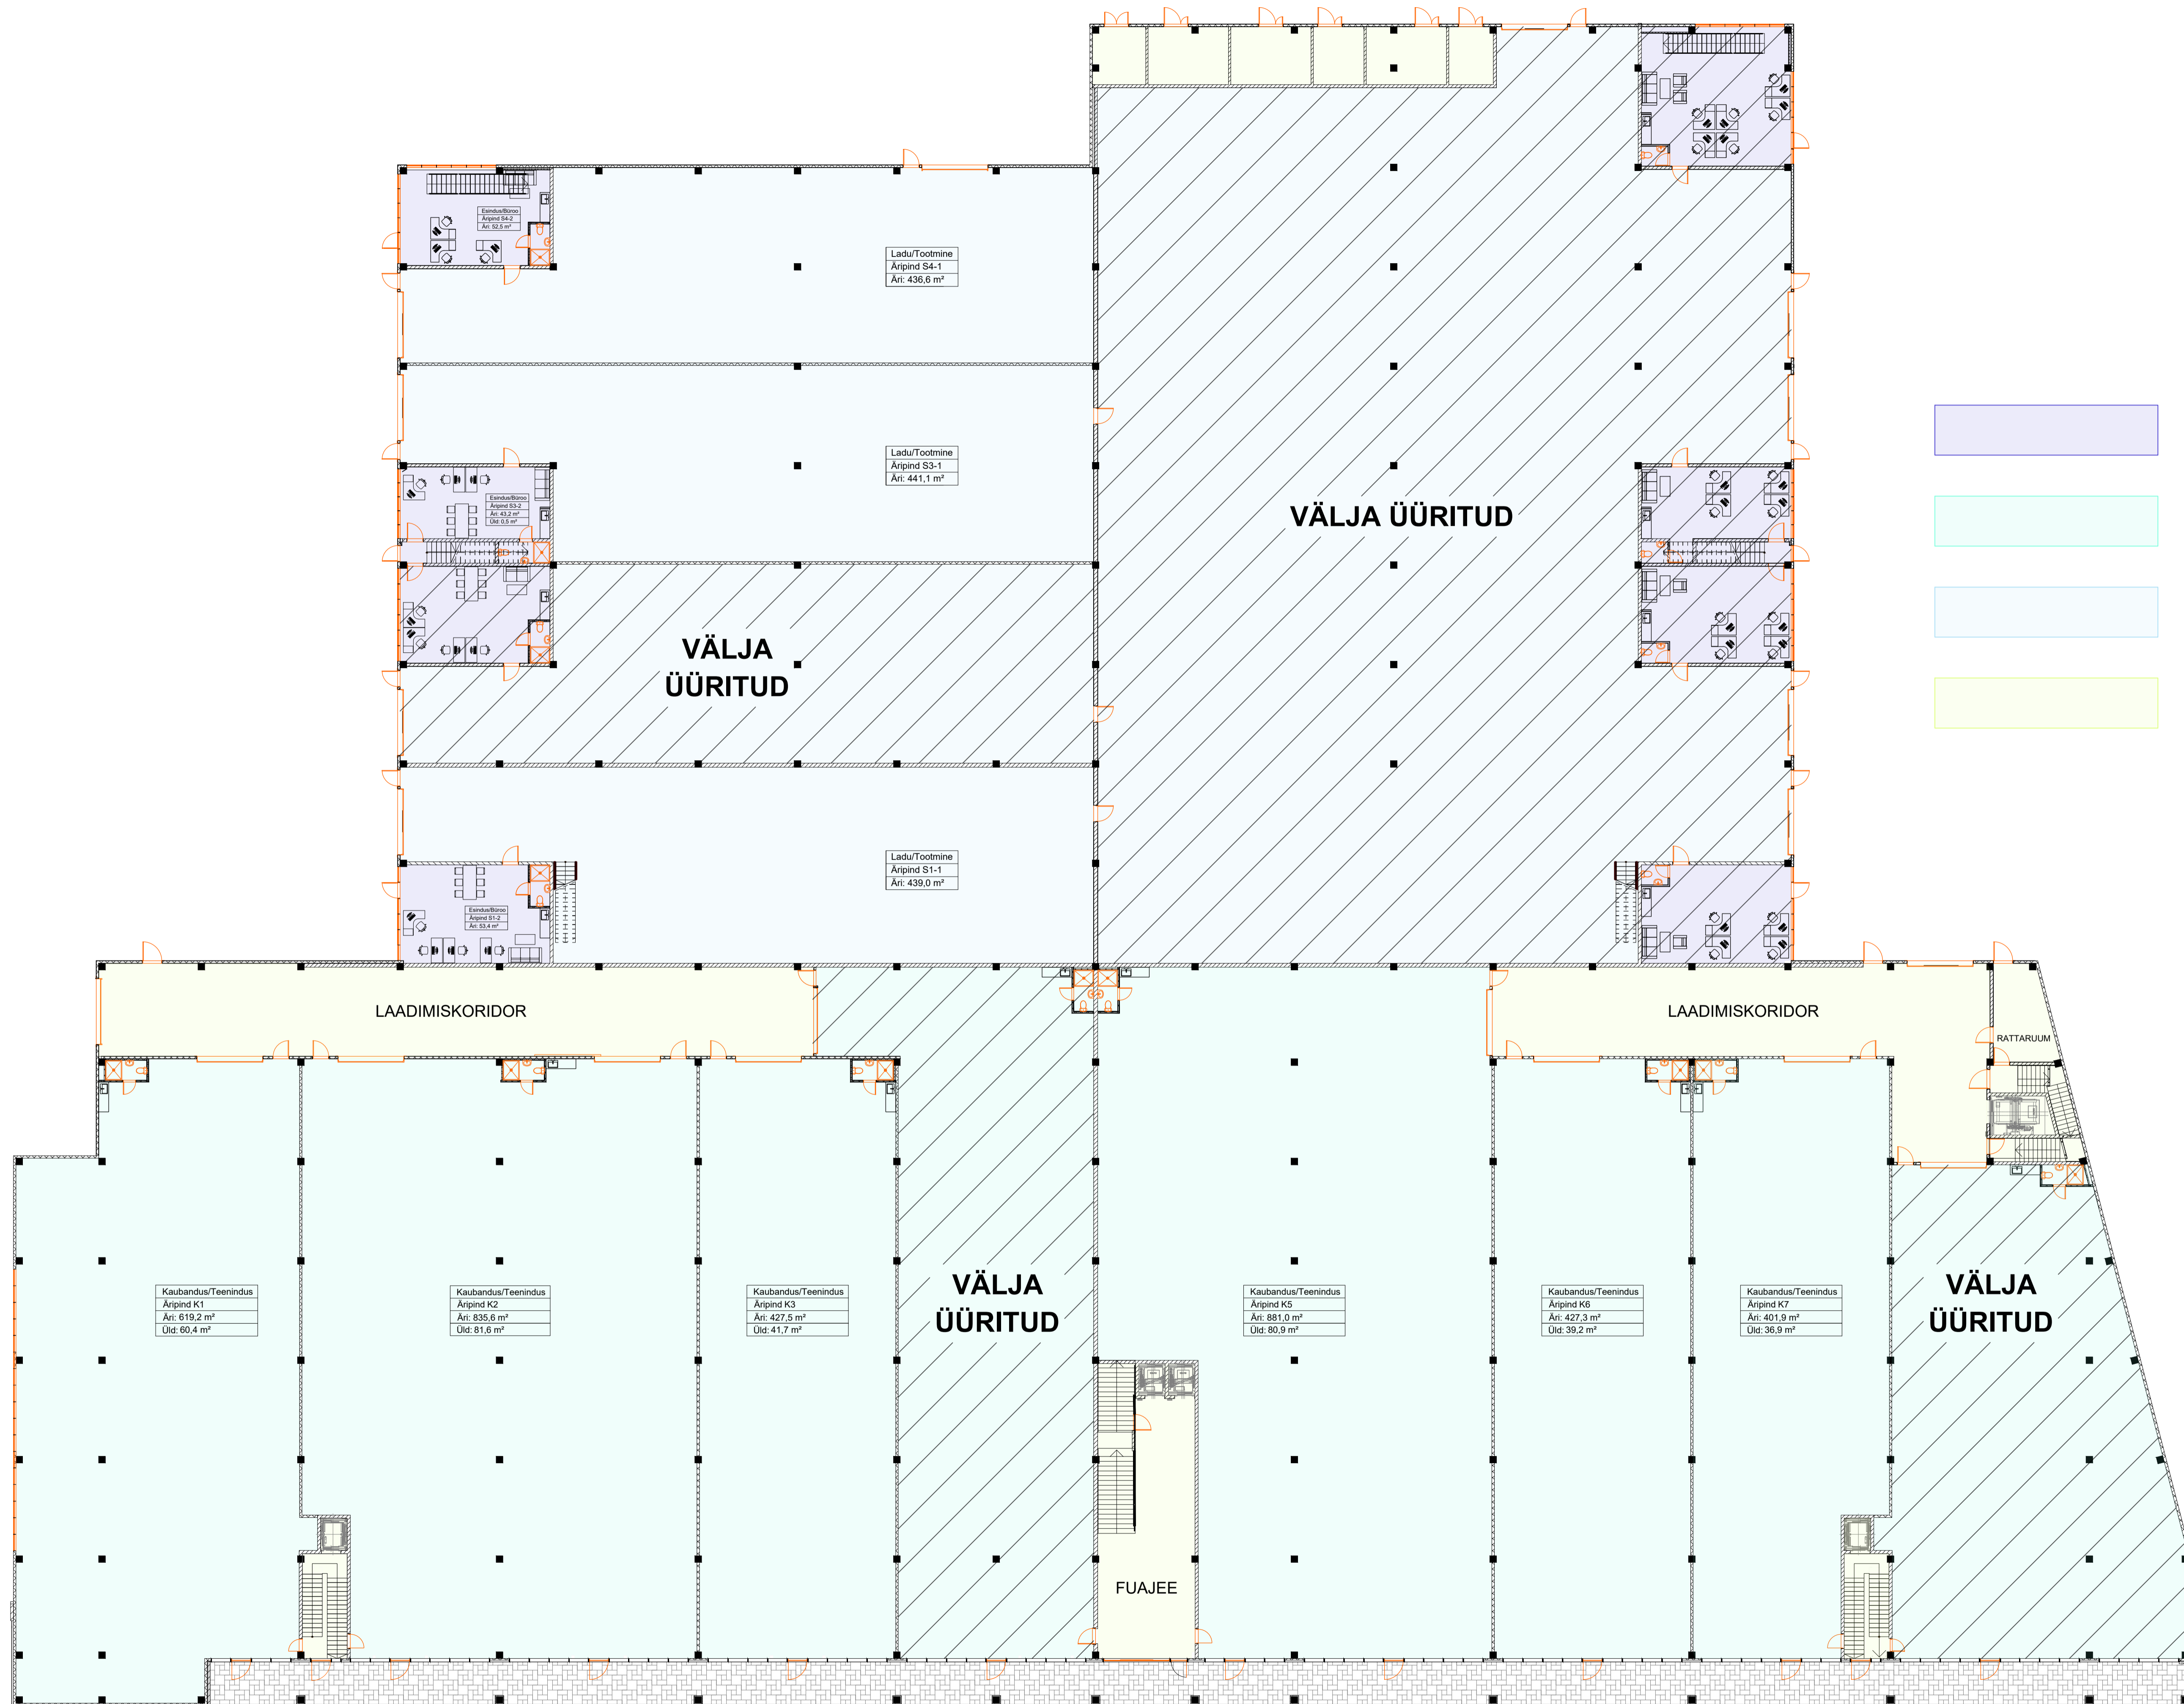 Esindus/Büroo
Äripind S4-2
Äri: 52,5 m²
Ladu/Tootmine
Äripind S4-1
Äri: 436,6 m²
Ladu/Tootmine
Äripind S3-1
Äri: 441,1 m²
Esindus/Büroo
Äripind S3-2
Äri: 43,2 m²
Üld: 0,5 m²
VÄLJA ÜÜRITUD
VÄLJA
ÜÜRITUD
Ladu/Tootmine
Äripind S1-1
Äri: 439,0 m²
Esindus/Büroo
Äripind S1-2
Äri: 53,4 m²
LAADIMISKORIDOR
LAADIMISKORIDOR
RATTARUUM
Kaubandus/Teenindus
Äripind K1
Äri: 619,2 m²
Üld: 60,4 m²
Kaubandus/Teenindus
Äripind K2
Äri: 835,6 m²
Üld: 81,6 m²
Kaubandus/Teenindus
Äripind K3
Äri: 427,5 m²
Üld: 41,7 m²
VÄLJA
ÜÜRITUD
Kaubandus/Teenindus
Äripind K5
Äri: 881,0 m²
Üld: 80,9 m²
Kaubandus/Teenindus
Äripind K6
Äri: 427,3 m²
Üld: 39,2 m²
Kaubandus/Teenindus
Äripind K7
Äri: 401,9 m²
Üld: 36,9 m²
VÄLJA
ÜÜRITUD
FUAJEE